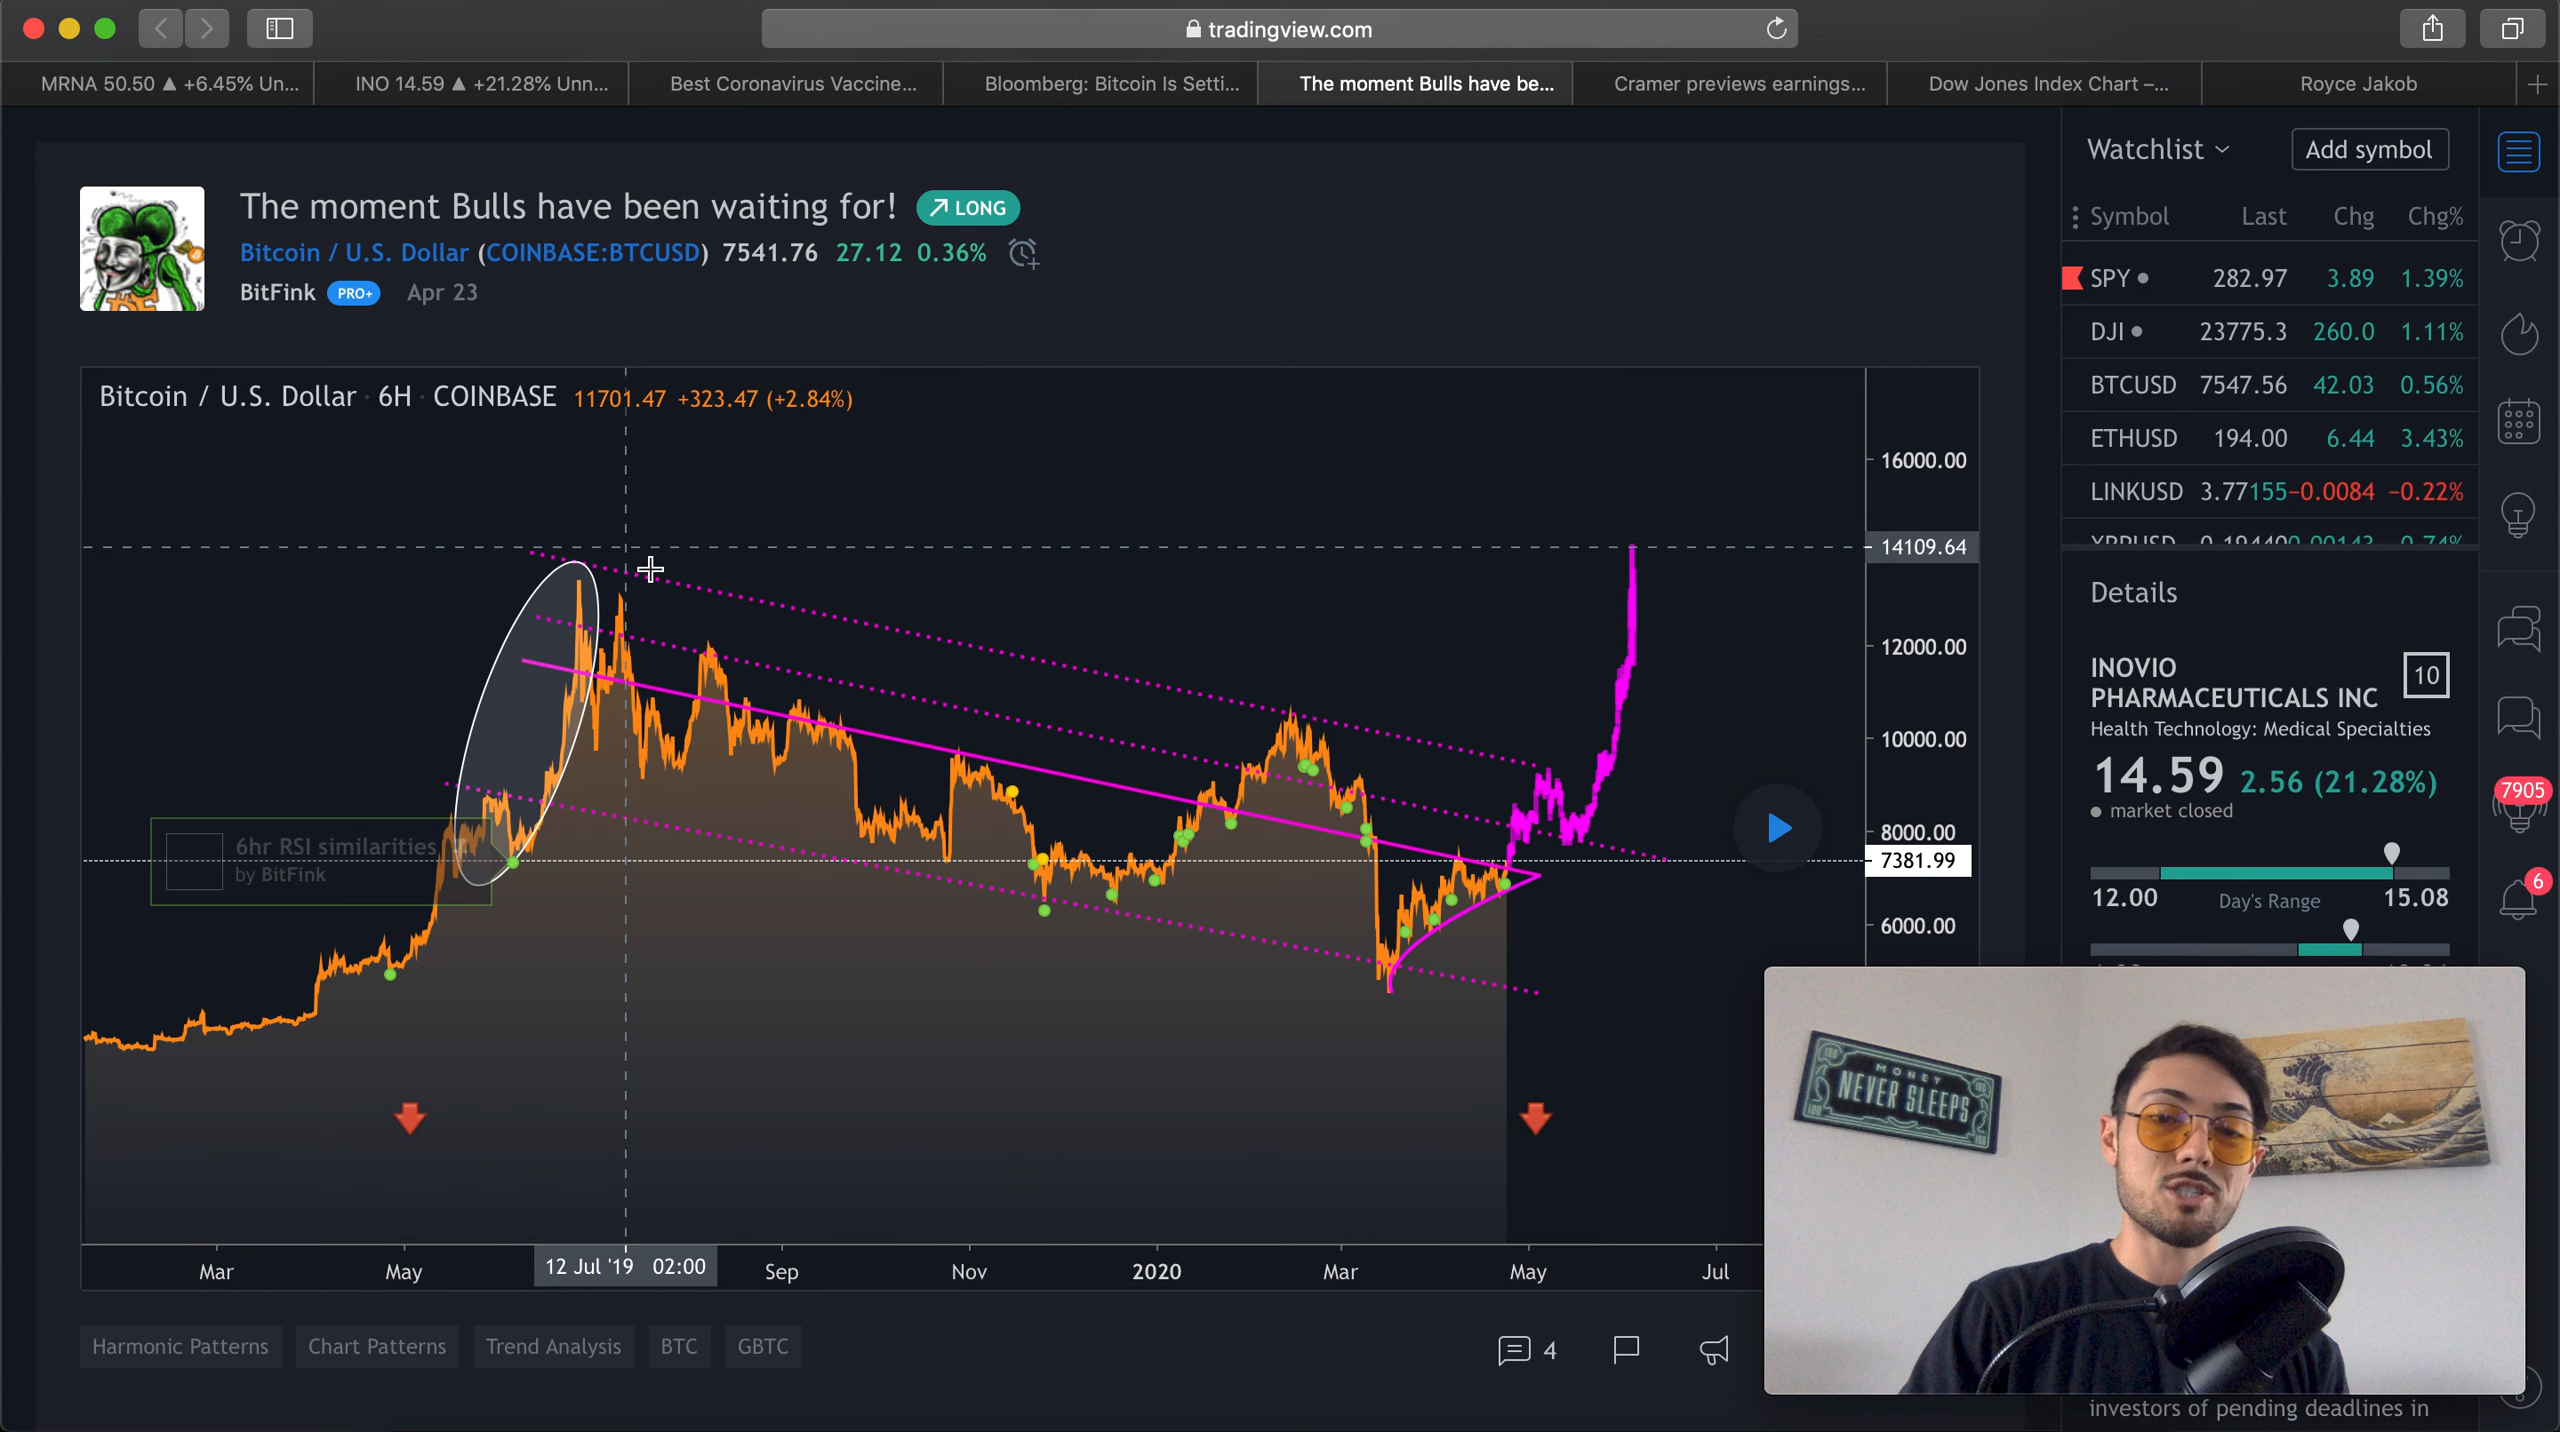 tradingview.com
MRNA 50.50 ▲ +6.45% Un...
INO 14.59 ▲ +21.28% Unn...
Best Coronavirus Vaccine...
Bloomberg: Bitcoin Is Setti...
The moment Bulls have be...
Cramer previews earnings...
Dow Jones Index Chart –...
Royce Jakob
The moment Bulls have been waiting for! LONG
Bitcoin / U.S. Dollar (COINBASE:BTCUSD) 7541.76 27.12 0.36%
BitFink PRO+ Apr 23
Bitcoin / U.S. Dollar · 6H · COINBASE 11701.47 +323.47 (+2.84%)
16000.00
14109.64
12000.00
10000.00
8000.00
7381.99
6000.00
6hr RSI similarities
by BitFink
Mar
May
12 Jul '19 02:00
Sep
Nov
2020
Mar
May
Jul
Harmonic Patterns
Chart Patterns
Trend Analysis
BTC
GBTC
4
Watchlist
Add symbol
Symbol Last Chg Chg%
SPY 282.97 3.89 1.39%
DJI 23775.3 260.0 1.11%
BTCUSD 7547.56 42.03 0.56%
ETHUSD 194.00 6.44 3.43%
LINKUSD 3.77155 −0.0084 −0.22%
Details
INOVIO
PHARMACEUTICALS INC
10
Health Technology: Medical Specialties
14.59 2.56 (21.28%)
market closed
12.00 Day's Range 15.08
7905
6
MONEY
NEVER SLEEPS
investors of pending deadlines in